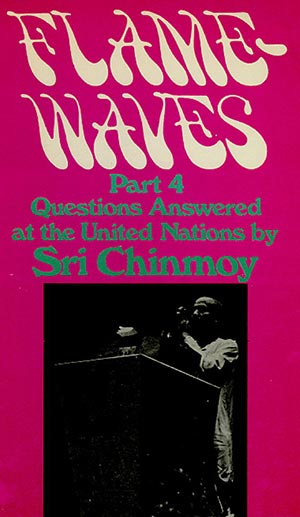 FLAME-
WAVES
Part 4
Questions Answered
at the United Nations by
Sri Chinmoy